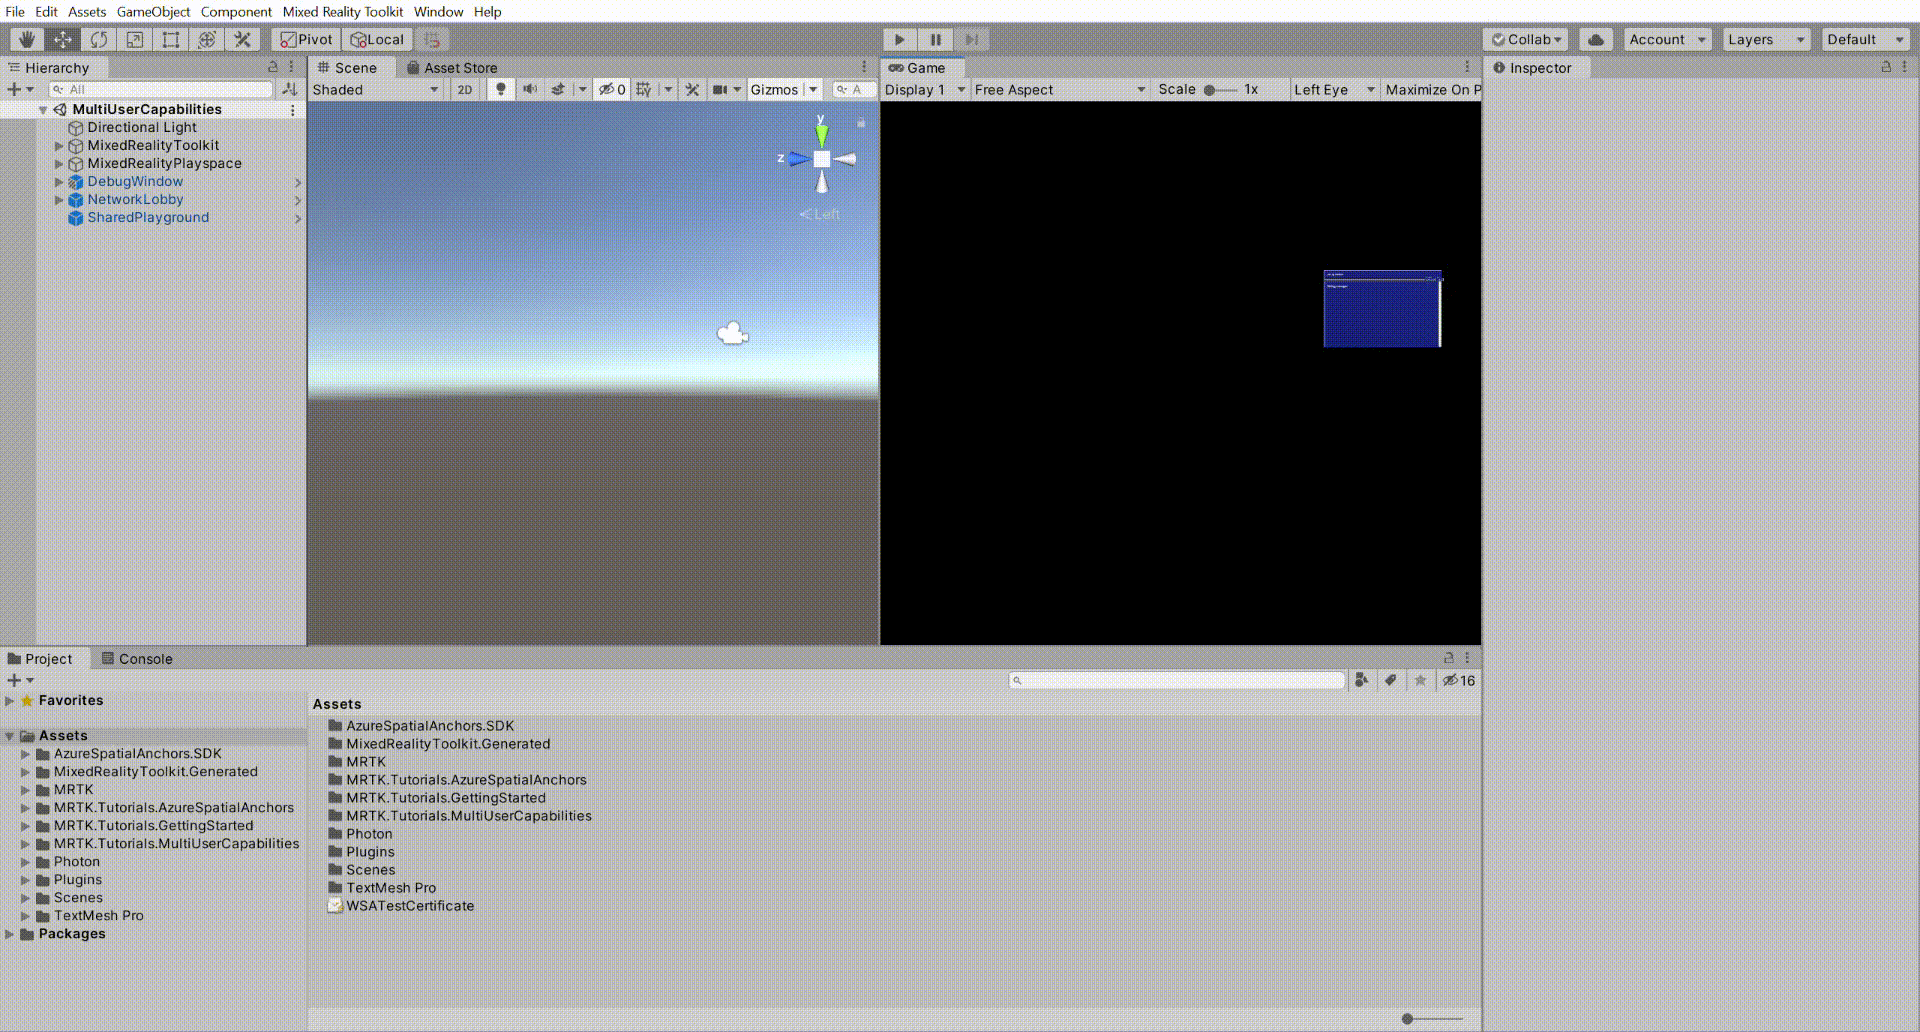 File Edit Assets GameObject Component Mixed Reality Toolkit Window Help
Pivot Local Collab Account Layers Default
Hierarchy
All
MultiUserCapabilities
Directional Light
MixedRealityToolkit
MixedRealityPlayspace
DebugWindow
NetworkLobby
SharedPlayground
Scene Asset Store
Shaded 2D 0 Gizmos A
y
z
Left
Game
Display 1 Free Aspect Scale 1x Left Eye Maximize On P
Inspector
Project Console
16
Favorites
Assets
AzureSpatialAnchors.SDK
MixedRealityToolkit.Generated
MRTK
MRTK.Tutorials.AzureSpatialAnchors
MRTK.Tutorials.GettingStarted
MRTK.Tutorials.MultiUserCapabilities
Photon
Plugins
Scenes
TextMesh Pro
Packages
Assets
AzureSpatialAnchors.SDK
MixedRealityToolkit.Generated
MRTK
MRTK.Tutorials.AzureSpatialAnchors
MRTK.Tutorials.GettingStarted
MRTK.Tutorials.MultiUserCapabilities
Photon
Plugins
Scenes
TextMesh Pro
WSATestCertificate